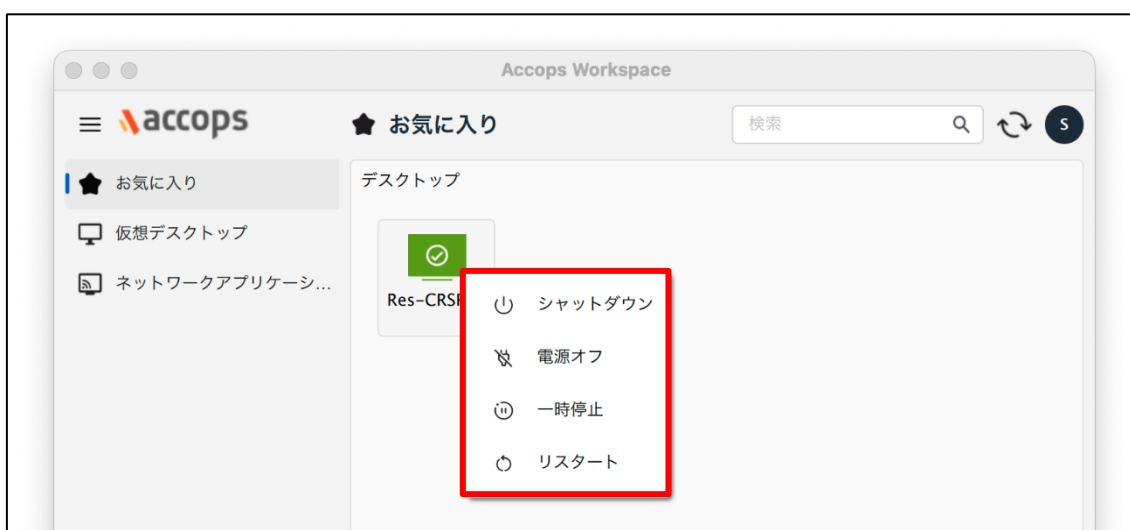 Accops Workspace
accops
お気に入り
検索
S
お気に入り
デスクトップ
仮想デスクトップ
ネットワークアプリケーシ...
Res-CRS
シャットダウン
電源オフ
一時停止
リスタート